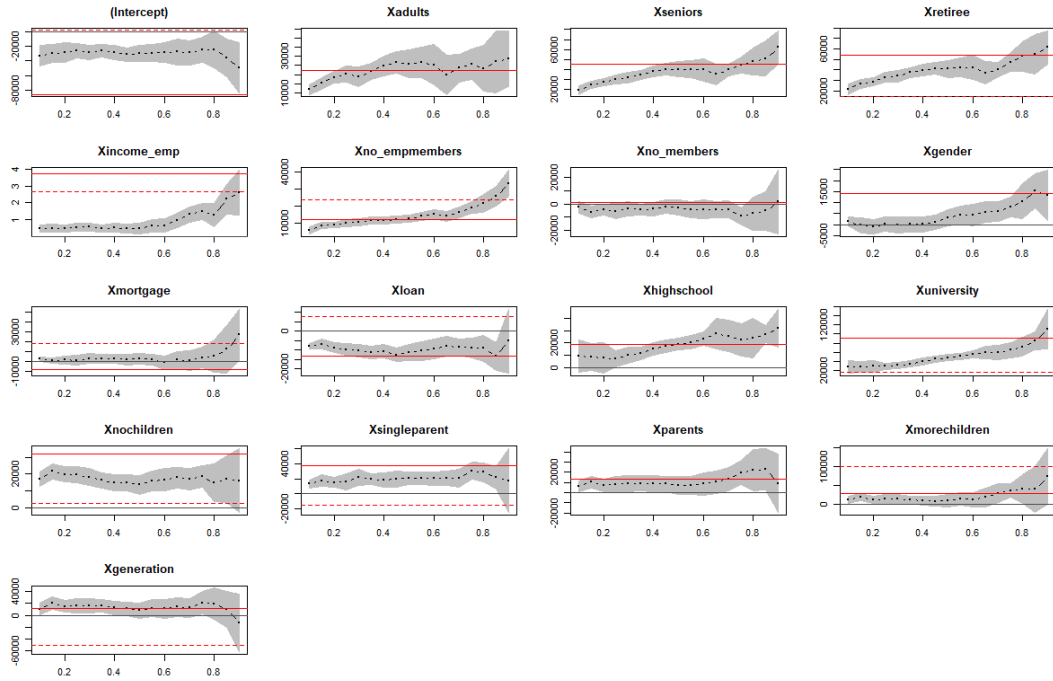 (Intercept)
Xadults
Xseniors
Xretiree
-80000 -20000
10000 30000
20000 60000
20000 60000
0.2 0.4 0.6 0.8
0.2 0.4 0.6 0.8
0.2 0.4 0.6 0.8
0.2 0.4 0.6 0.8
Xincome_emp
Xno_empmembers
Xno_members
Xgender
1 2 3 4
10000 40000
-20000 0 20000
-5000 15000
0.2 0.4 0.6 0.8
0.2 0.4 0.6 0.8
0.2 0.4 0.6 0.8
0.2 0.4 0.6 0.8
Xmortgage
Xloan
Xhighschool
Xuniversity
-10000 30000
-20000 0
0 20000
20000 120000
0.2 0.4 0.6 0.8
0.2 0.4 0.6 0.8
0.2 0.4 0.6 0.8
0.2 0.4 0.6 0.8
Xnochildren
Xsingleparent
Xparents
Xmorechildren
0 20000
-20000 40000
-20000 20000
0 100000
0.2 0.4 0.6 0.8
0.2 0.4 0.6 0.8
0.2 0.4 0.6 0.8
0.2 0.4 0.6 0.8
Xgeneration
-60000 0 40000
0.2 0.4 0.6 0.8